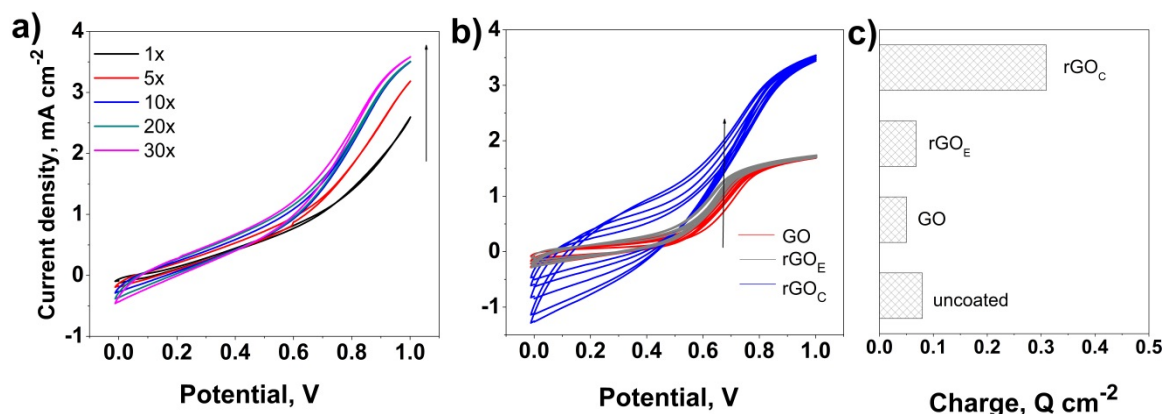 a)
1x
5x
10x
20x
30x
Current density, mA cm-2
4
3
2
1
0
-1
0.0 0.2 0.4 0.6 0.8 1.0
Potential, V
b)
GO
rGOE
rGOC
4
3
2
1
0
-1
0.0 0.2 0.4 0.6 0.8 1.0
Potential, V
c)
rGOC
rGOE
GO
uncoated
0.0 0.1 0.2 0.3 0.4 0.5
Charge, Q cm-2